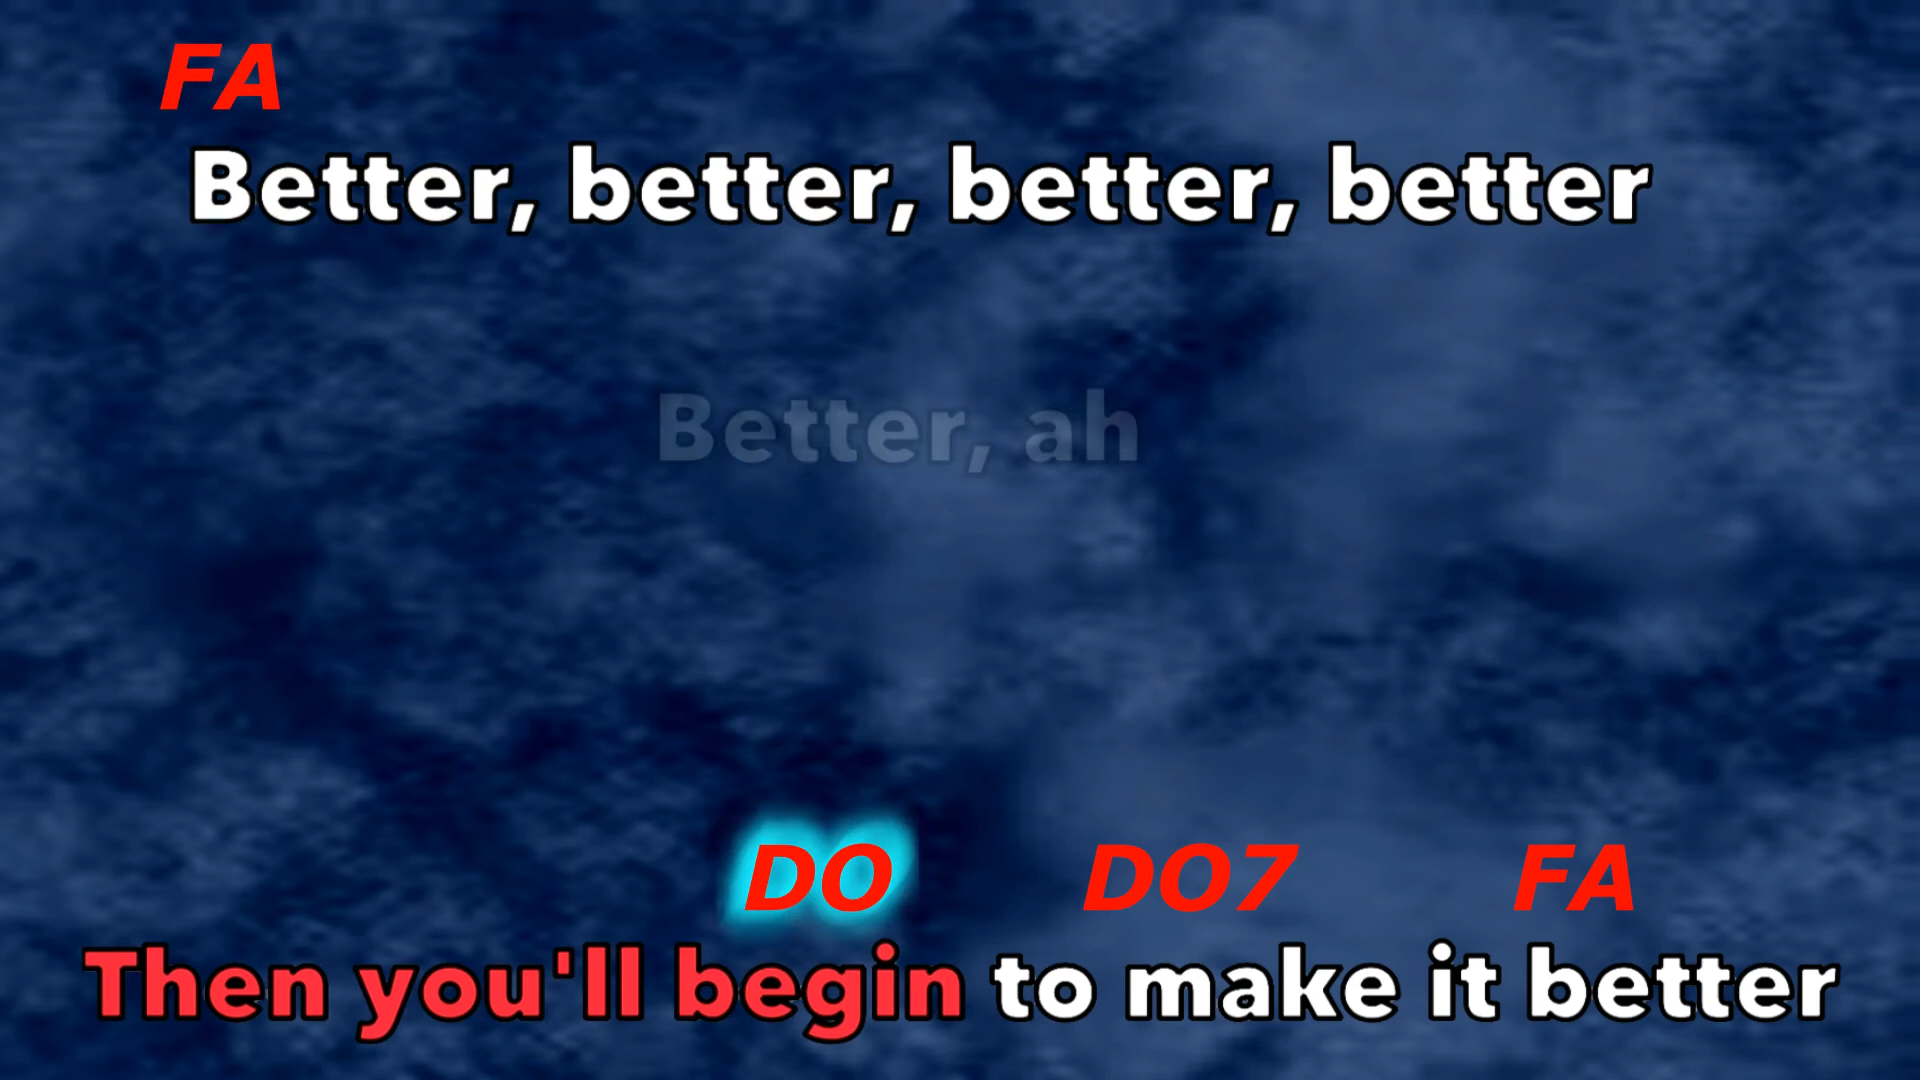 FA
Better, better, better, better
Better, ah
DO DO7 FA
Then you'll begin to make it better